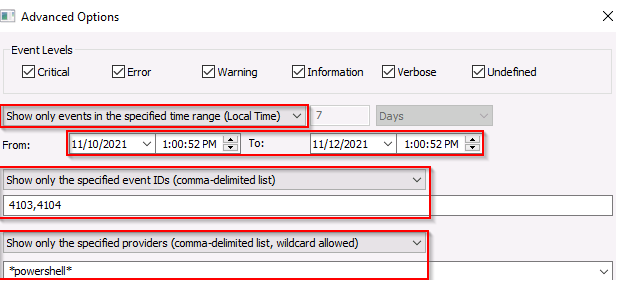 Advanced Options
Event Levels
Critical Error Warning Information Verbose Undefined
Show only events in the specified time range (Local Time) 7 Days
From: 11/10/2021 1:00:52 PM To: 11/12/2021 1:00:52 PM
Show only the specified event IDs (comma-delimited list)
4103,4104
Show only the specified providers (comma-delimited list, wildcard allowed)
*powershell*